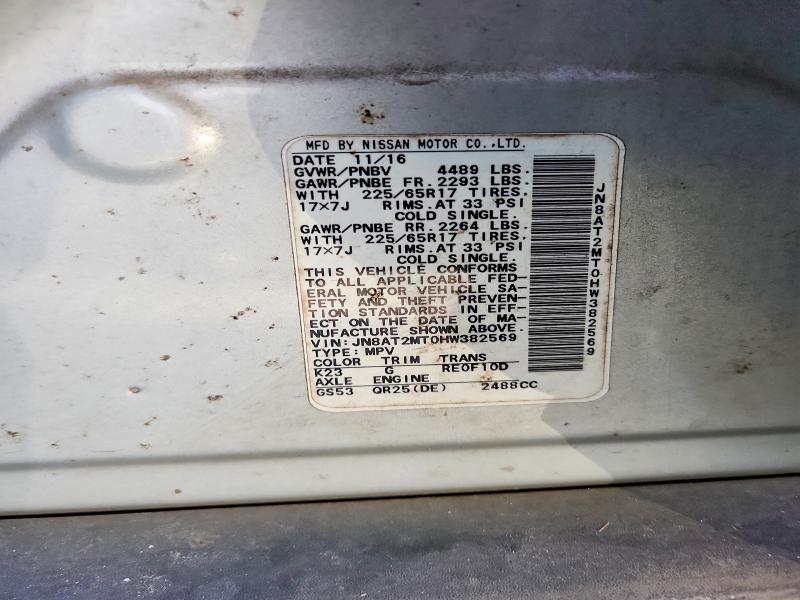 MFD BY NISSAN MOTOR CO.,LTD.
DATE 11/16
GVWR/PNBV 4489 LBS.
GAWR/PNBE FR. 2293 LBS.
WITH 225/65R17 TIRES.
17×7J RIMS.AT 33 PSI
COLD SINGLE.
GAWR/PNBE RR. 2264 LBS.
WITH 225/65R17 TIRES.
17×7J RIMS.AT 33 PSI
COLD SINGLE.
THIS VEHICLE CONFORMS
TO ALL APPLICABLE FED-
ERAL MOTOR VEHICLE SA-
FETY AND THEFT PREVEN-
TION STANDARDS IN EFF-
ECT ON THE DATE OF MA-
NUFACTURE SHOWN ABOVE.
VIN: JN8AT2MT0HW382569
TYPE: MPV
COLOR TRIM TRANS
K23 G RE0F10D
AXLE ENGINE
GS53 QR25(DE) 2488CC
JN8AT2MT0HW382569